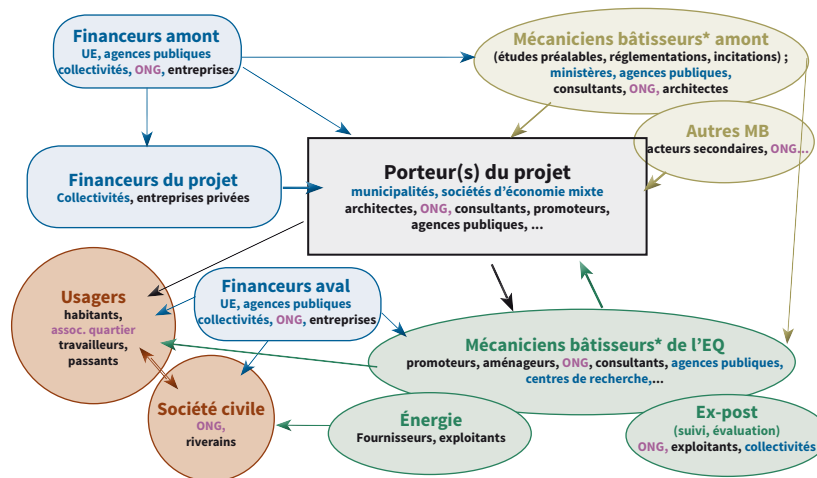 Financeurs amont
UE, agences publiques
collectivités, ONG, entreprises
Mécaniciens bâtisseurs* amont
(études préalables, réglementations, incitations) ;
ministères, agences publiques,
consultants, ONG, architectes
Autres MB
acteurs secondaires, ONG...
Financeurs du projet
Collectivités, entreprises privées
Porteur(s) du projet
municipalités, sociétés d’économie mixte
architectes, ONG, consultants, promoteurs,
agences publiques, ...
Usagers
habitants,
assoc. quartier
travailleurs,
passants
Financeurs aval
UE, agences publiques
collectivités, ONG, entreprises
Mécaniciens bâtisseurs* de l’EQ
promoteurs, aménageurs, ONG, consultants, agences publiques,
centres de recherche,...
Société civile
ONG,
riverains
Énergie
Fournisseurs, exploitants
Ex-post
(suivi, évaluation)
ONG, exploitants, collectivités